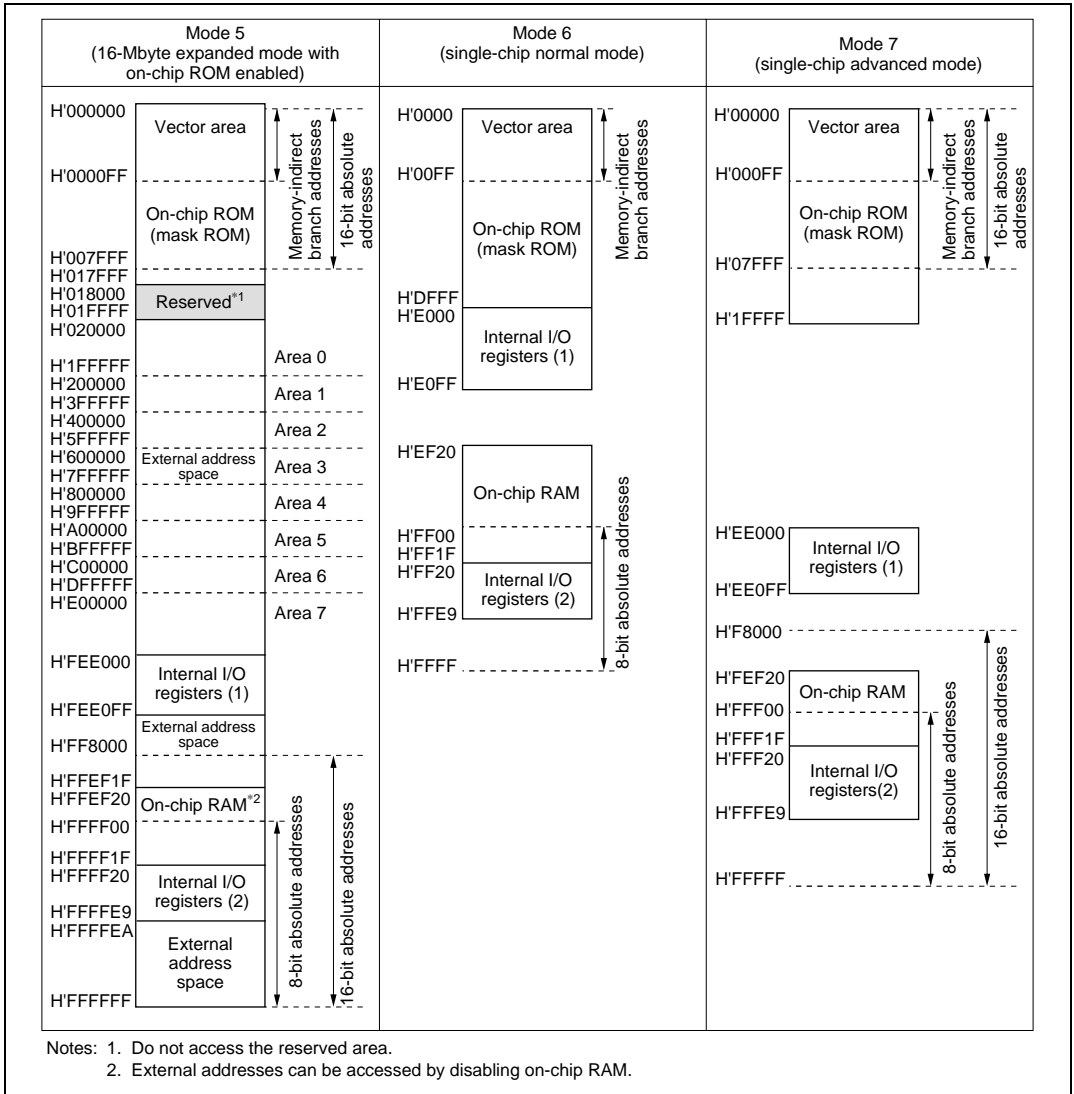 Mode 5
(16-Mbyte expanded mode with
on-chip ROM enabled)
H'000000
Vector area
H'0000FF
On-chip ROM
(mask ROM)
H'007FFF
H'017FFF
H'018000
Reserved*1
H'01FFFF
H'020000
Memory-indirect
branch addresses
16-bit absolute
addresses
Area 0
H'1FFFFF
H'200000
Area 1
H'3FFFFF
H'400000
Area 2
H'5FFFFF
H'600000
External address
space
Area 3
H'7FFFFF
H'800000
Area 4
H'9FFFFF
H'A00000
Area 5
H'BFFFFF
H'C00000
Area 6
H'DFFFFF
H'E00000
Area 7
H'FEE000
Internal I/O
registers (1)
H'FEE0FF
External address
space
H'FF8000
H'FFEF1F
H'FFEF20
On-chip RAM*2
H'FFFF00
H'FFFF1F
H'FFFF20
Internal I/O
registers (2)
H'FFFFE9
H'FFFFEA
External
address
space
H'FFFFFF
8-bit absolute addresses
16-bit absolute addresses
Mode 6
(single-chip normal mode)
H'0000
Vector area
H'00FF
On-chip ROM
(mask ROM)
Memory-indirect
branch addresses
H'DFFF
H'E000
Internal I/O
registers (1)
H'E0FF
H'EF20
On-chip RAM
H'FF00
H'FF1F
H'FF20
Internal I/O
registers (2)
H'FFE9
H'FFFF
8-bit absolute addresses
Mode 7
(single-chip advanced mode)
H'00000
Vector area
H'000FF
On-chip ROM
(mask ROM)
H'07FFF
H'1FFFF
Memory-indirect
branch addresses
16-bit absolute
addresses
H'EE000
Internal I/O
registers (1)
H'EE0FF
H'F8000
H'FEF20
On-chip RAM
H'FFF00
H'FFF1F
H'FFF20
Internal I/O
registers(2)
H'FFFE9
H'FFFFF
8-bit absolute addresses
16-bit absolute addresses
Notes: 1. Do not access the reserved area.
2. External addresses can be accessed by disabling on-chip RAM.